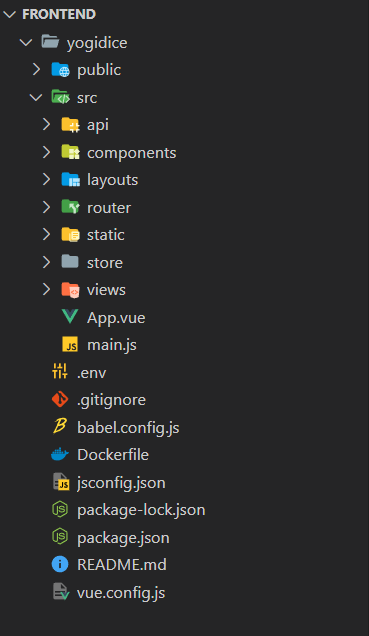 FRONTEND
yogidice
public
src
api
components
layouts
router
static
store
views
App.vue
main.js
.env
.gitignore
babel.config.js
Dockerfile
jsconfig.json
package-lock.json
package.json
README.md
vue.config.js